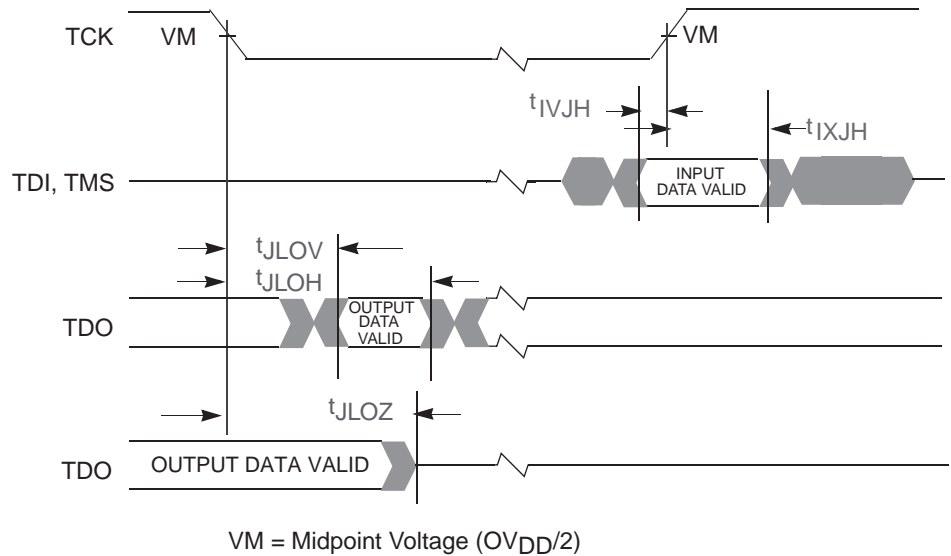 TCK VM VM
tIVJH
tIXJH
TDI, TMS
INPUT
DATA VALID
tJLOV
tJLOH
TDO
OUTPUT
DATA
VALID
tJLOZ
TDO OUTPUT DATA VALID
VM = Midpoint Voltage (OVDD/2)